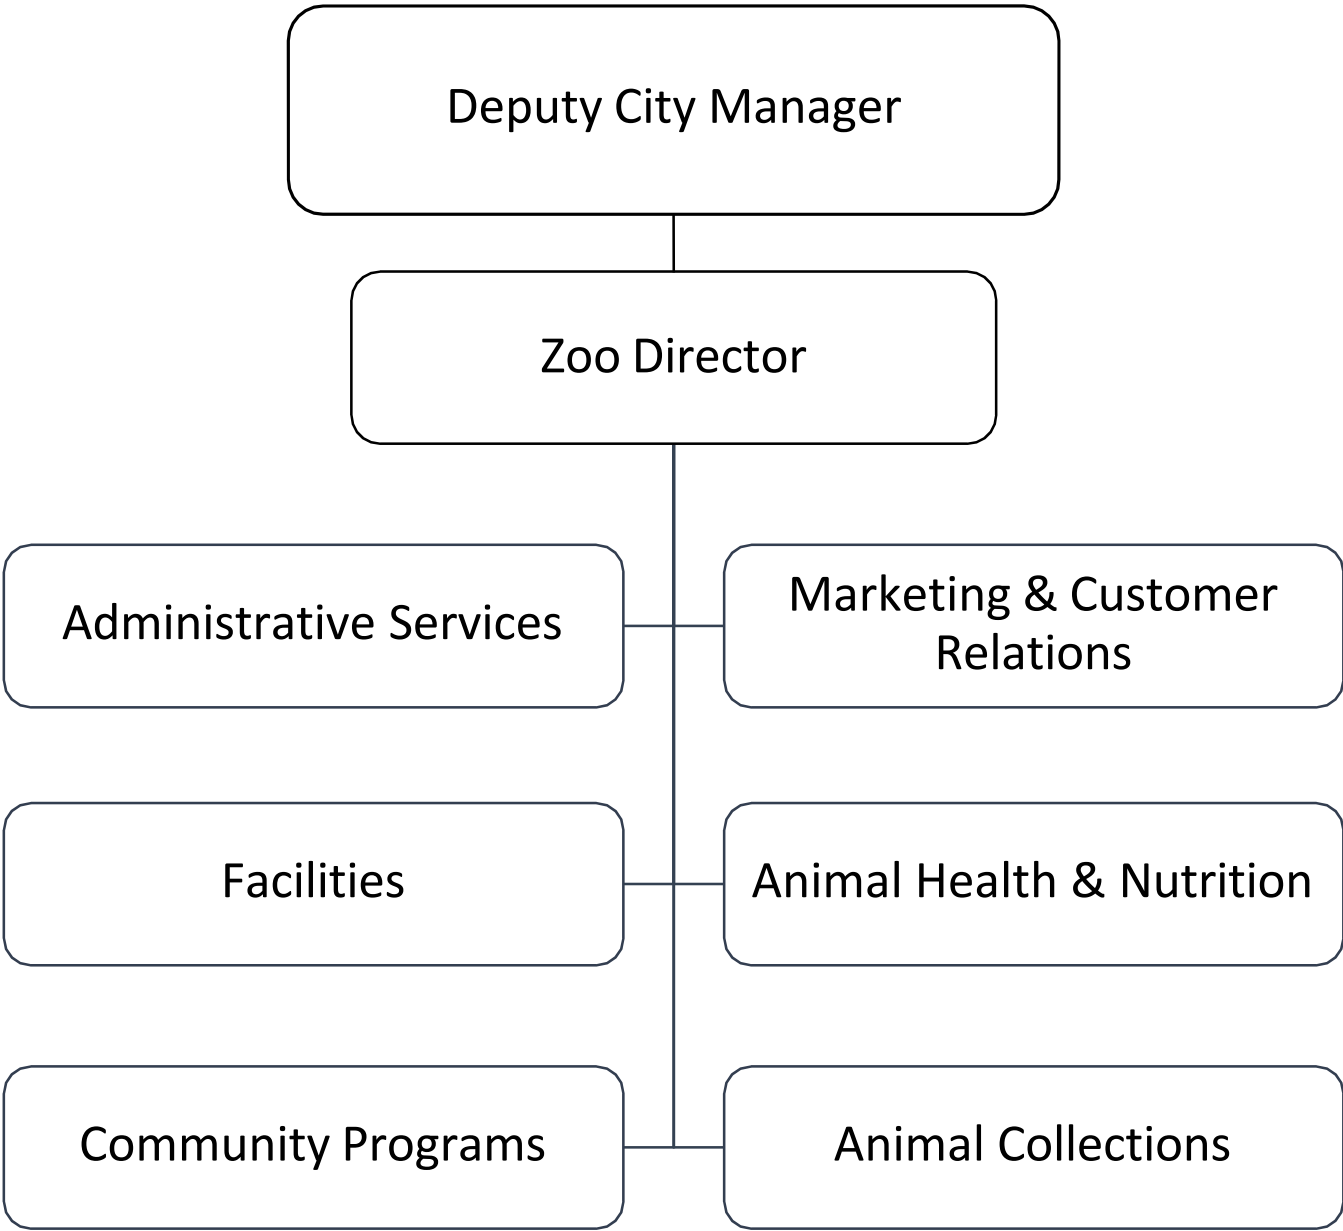 Deputy City Manager
Zoo Director
Administrative Services
Marketing & Customer
Relations
Facilities
Animal Health & Nutrition
Community Programs
Animal Collections